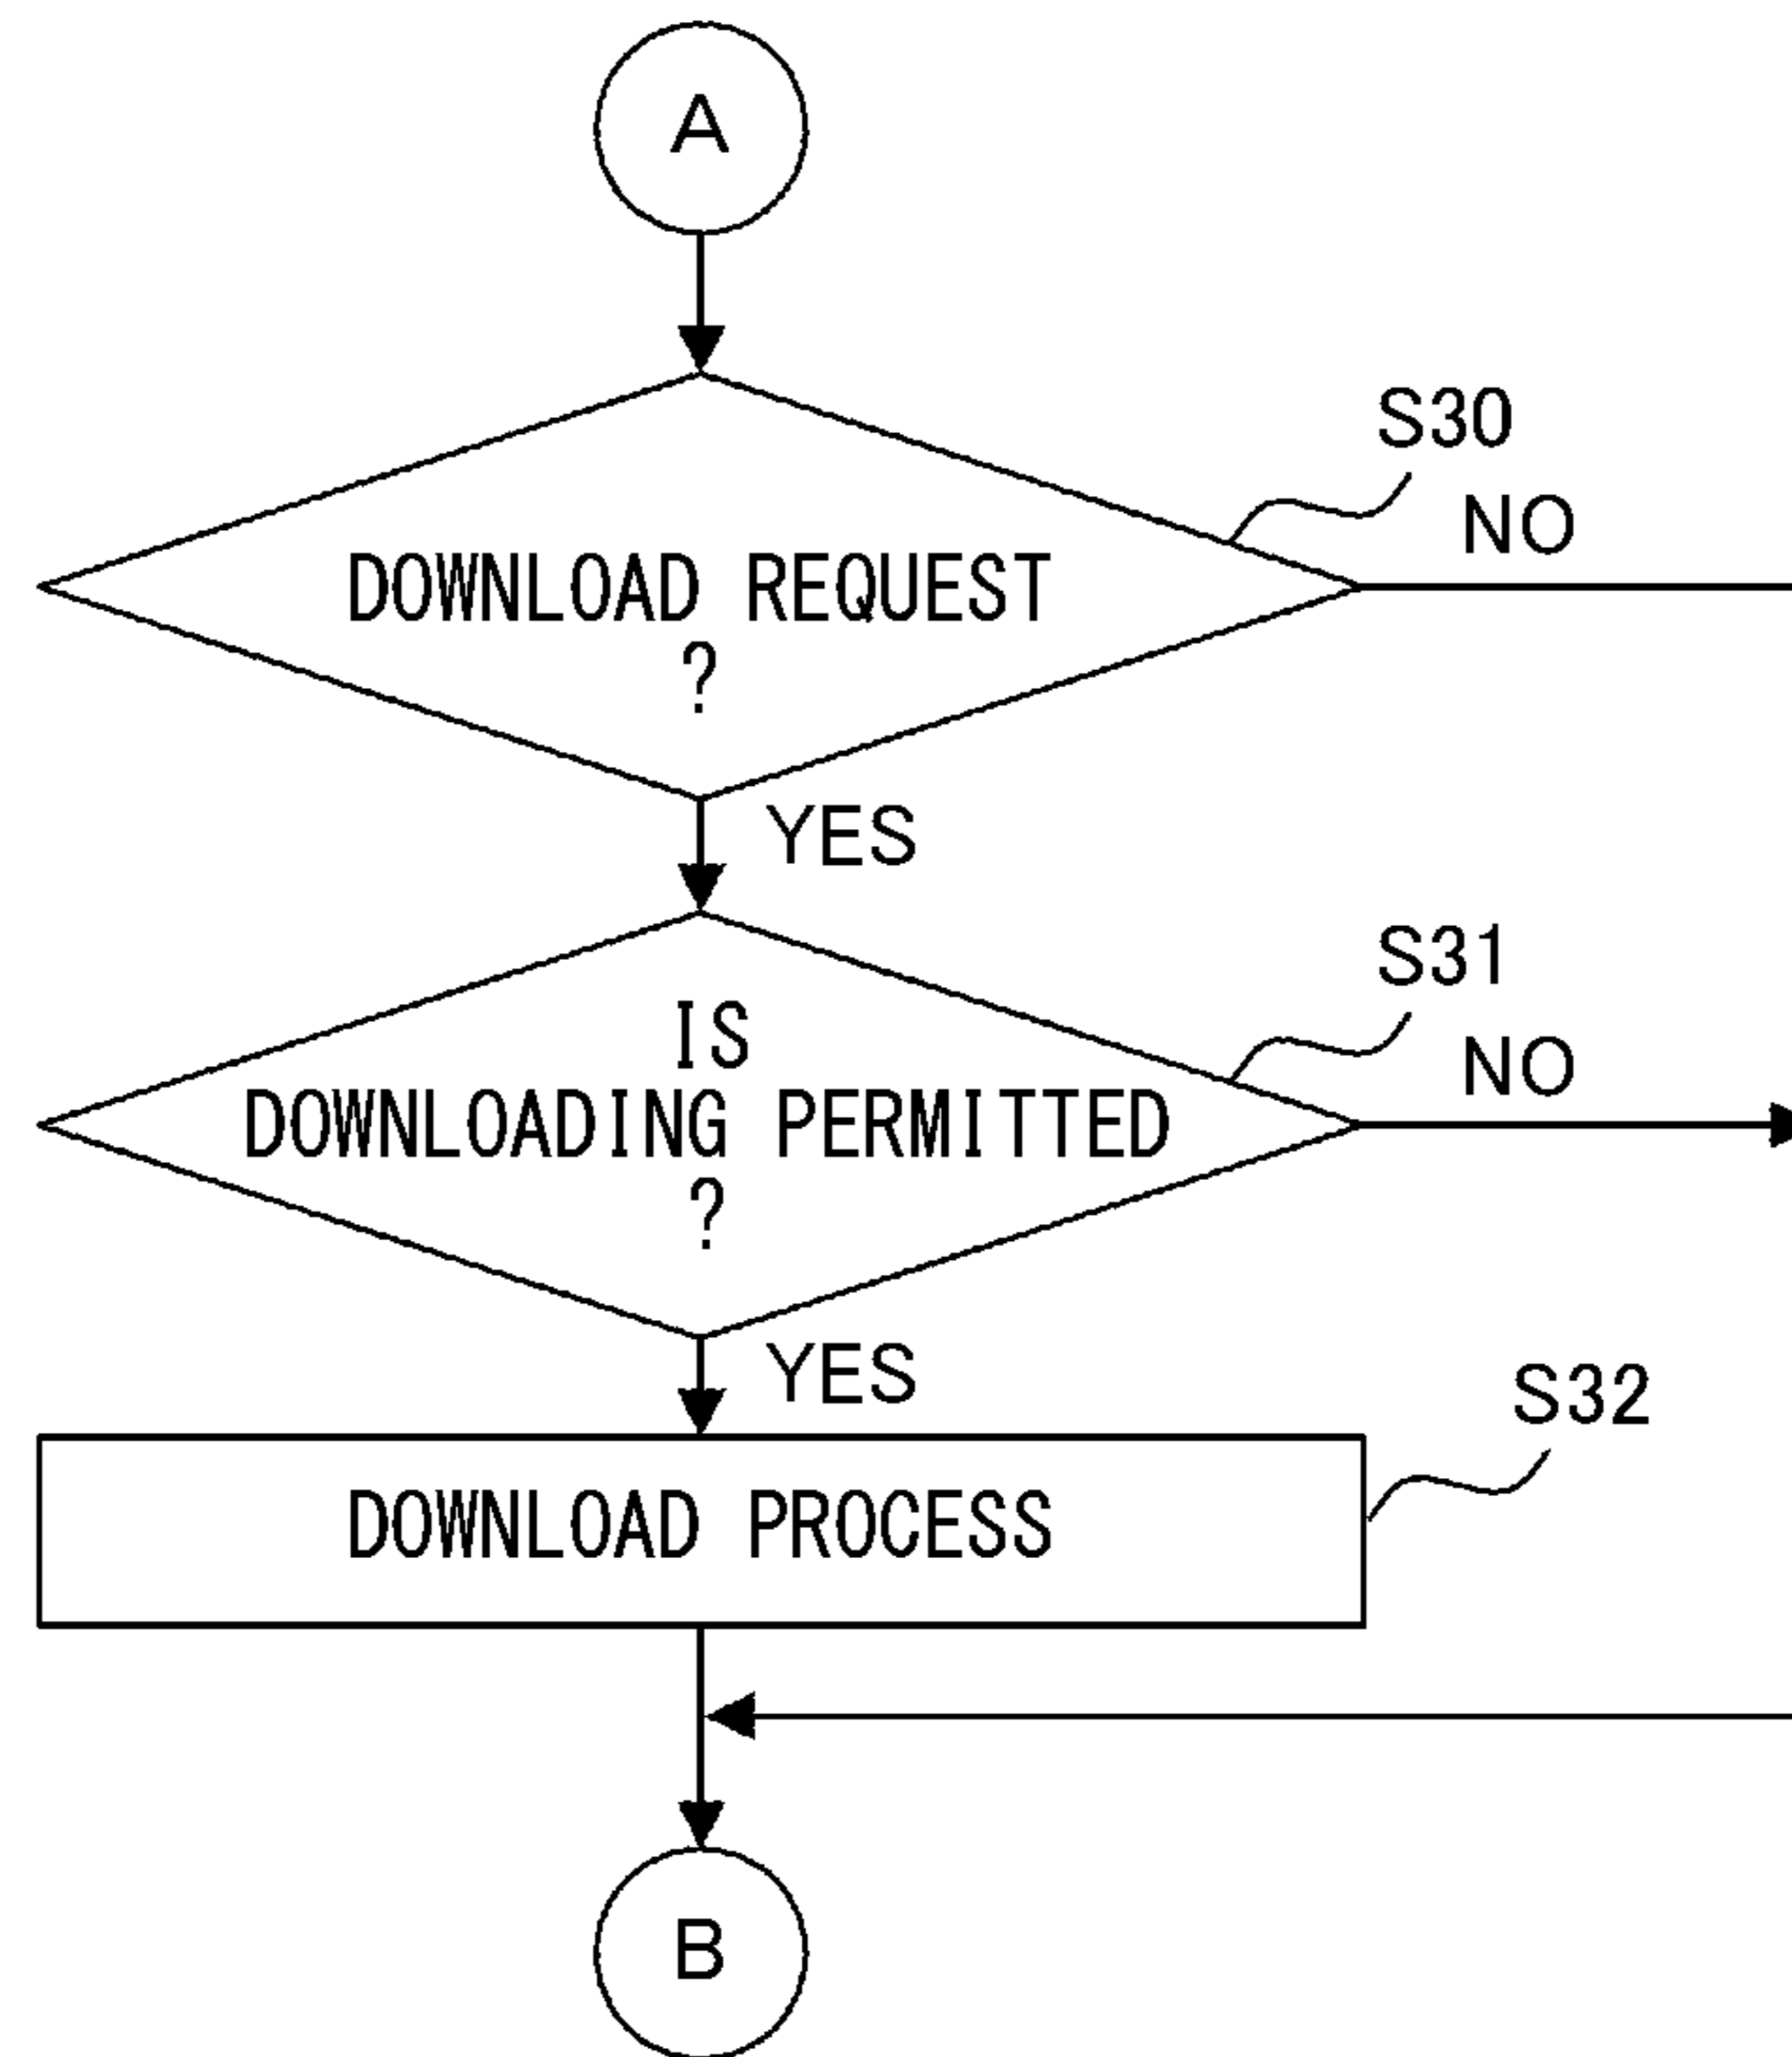 A
S30
NO
DOWNLOAD REQUEST
?
YES
S31
IS
NO
DOWNLOADING PERMITTED
?
YES
S32
DOWNLOAD PROCESS
B